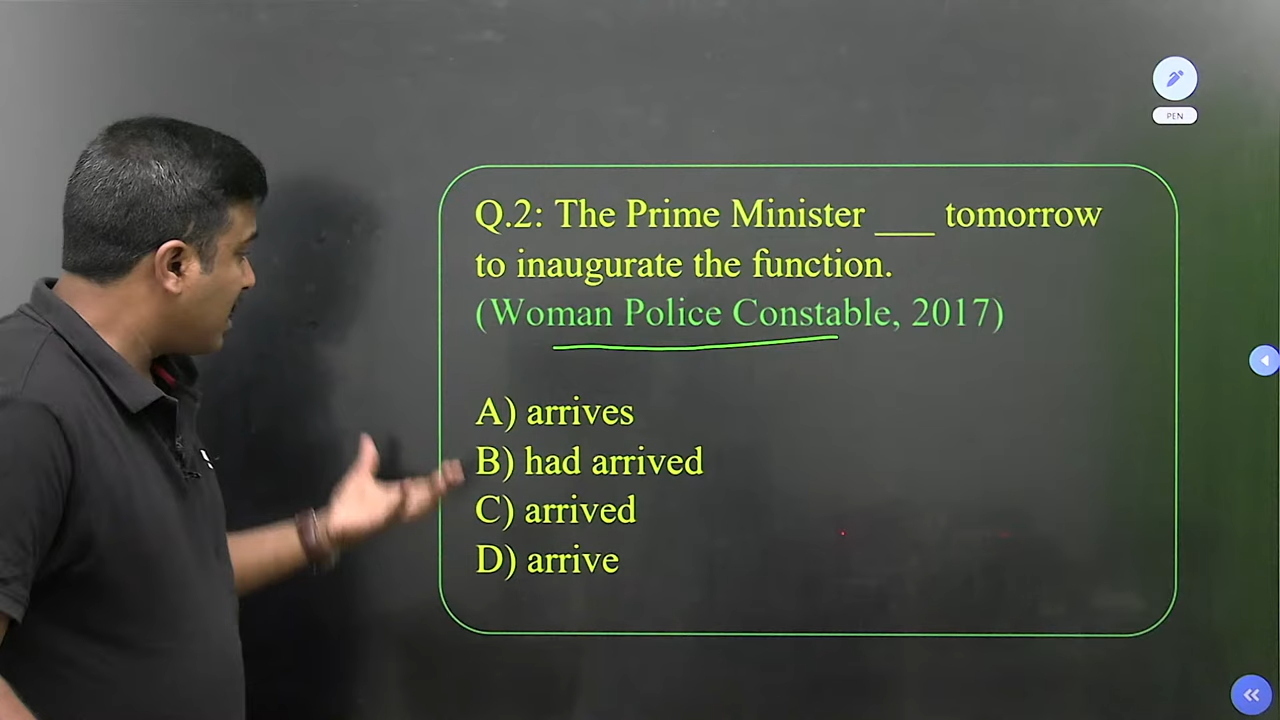 PEN
Q.2: The Prime Minister ___ tomorrow
to inaugurate the function.
(Woman Police Constable, 2017)
A) arrives
B) had arrived
C) arrived
D) arrive